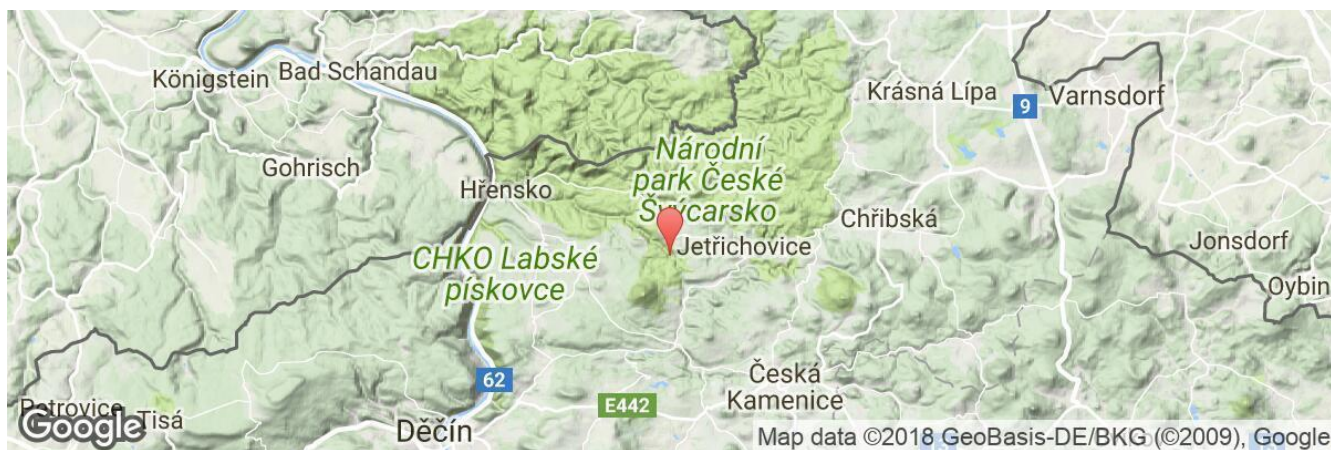 Königstein
Bad Schandau
Krásná Lípa
9
Varnsdorf
Gohrisch
Hřensko
Národní
park České
Švýcarsko
Chřibská
Jetřichovice
Jonsdorf
CHKO Labské
pískovce
Oybin
62
Česká
Kamenice
E442
Petrovice
Tisá
Děčín
Google
Map data ©2018 GeoBasis-DE/BKG (©2009), Google